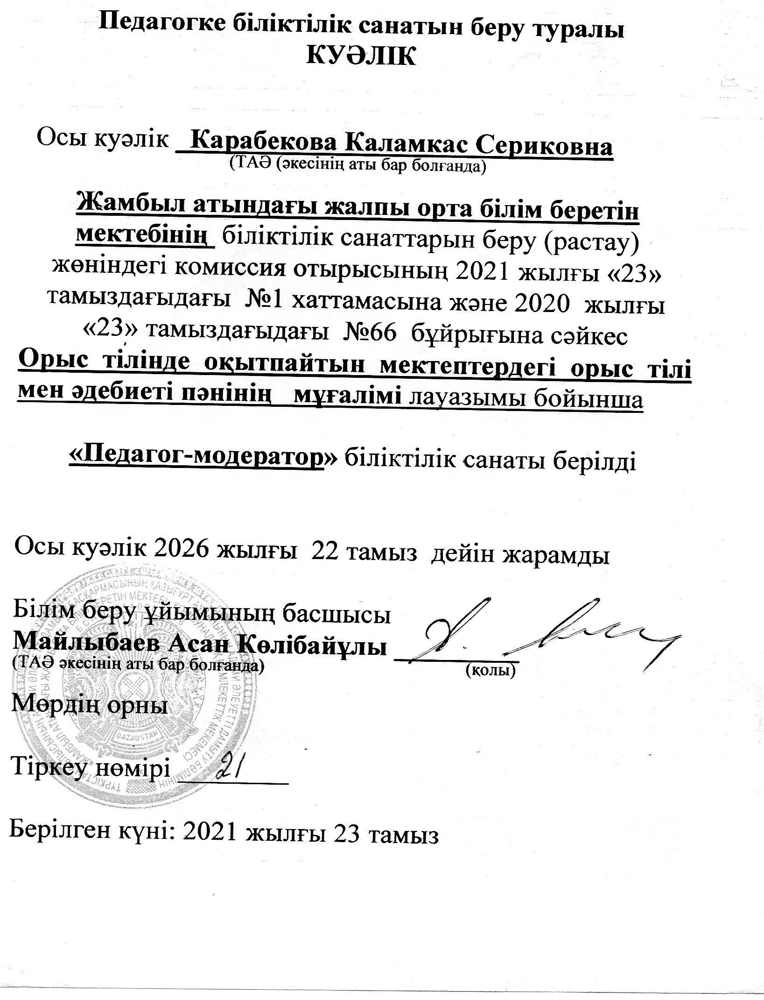 Педагогке біліктілік санатын беру туралы
КУӘЛІК
Осы куәлік Карабекова Каламкас Сериковна
(ТАӘ (әкесінің аты бар болғанда)
Жамбыл атындағы жалпы орта білім беретін
мектебінің біліктілік санаттарын беру (растау)
жөніндегі комиссия отырысының 2021 жылғы «23»
тамыздағыдағы №1 хаттамасына және 2020 жылғы
«23» тамыздағыдағы №66 бұйрығына сәйкес
Орыс тілінде оқытпайтын мектептердегі орыс тілі
мен әдебиеті пәнінің мұғалімі лауазымы бойынша
«Педагог-модератор» біліктілік санаты берілді
Осы куәлік 2026 жылғы 22 тамыз дейін жарамды
Білім беру ұйымының басшысы
Майлыбаев Асан Көлібайұлы
(ТАӘ әкесінің аты бар болғанда)
(қолы)
Мөрдің орны
QAZAQSTAN
Тіркеу нөмірі 21
Берілген күні: 2021 жылғы 23 тамыз